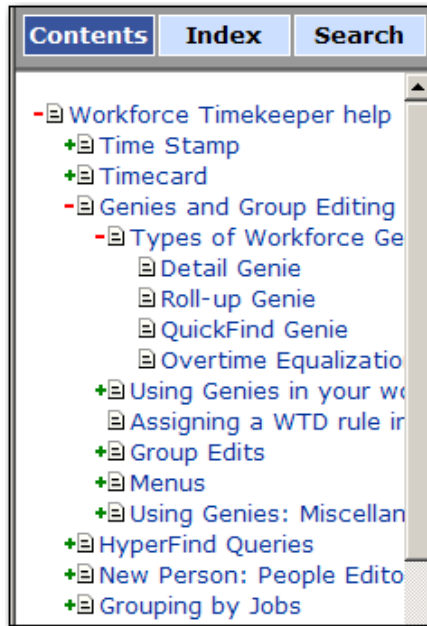 Contents Index Search
Workforce Timekeeper help
Time Stamp
Timecard
Genies and Group Editing
Types of Workforce Ge
Detail Genie
Roll-up Genie
QuickFind Genie
Overtime Equalizatio
Using Genies in your wo
Assigning a WTD rule in
Group Edits
Menus
Using Genies: Miscellan
HyperFind Queries
New Person: People Edito
Grouping by Jobs